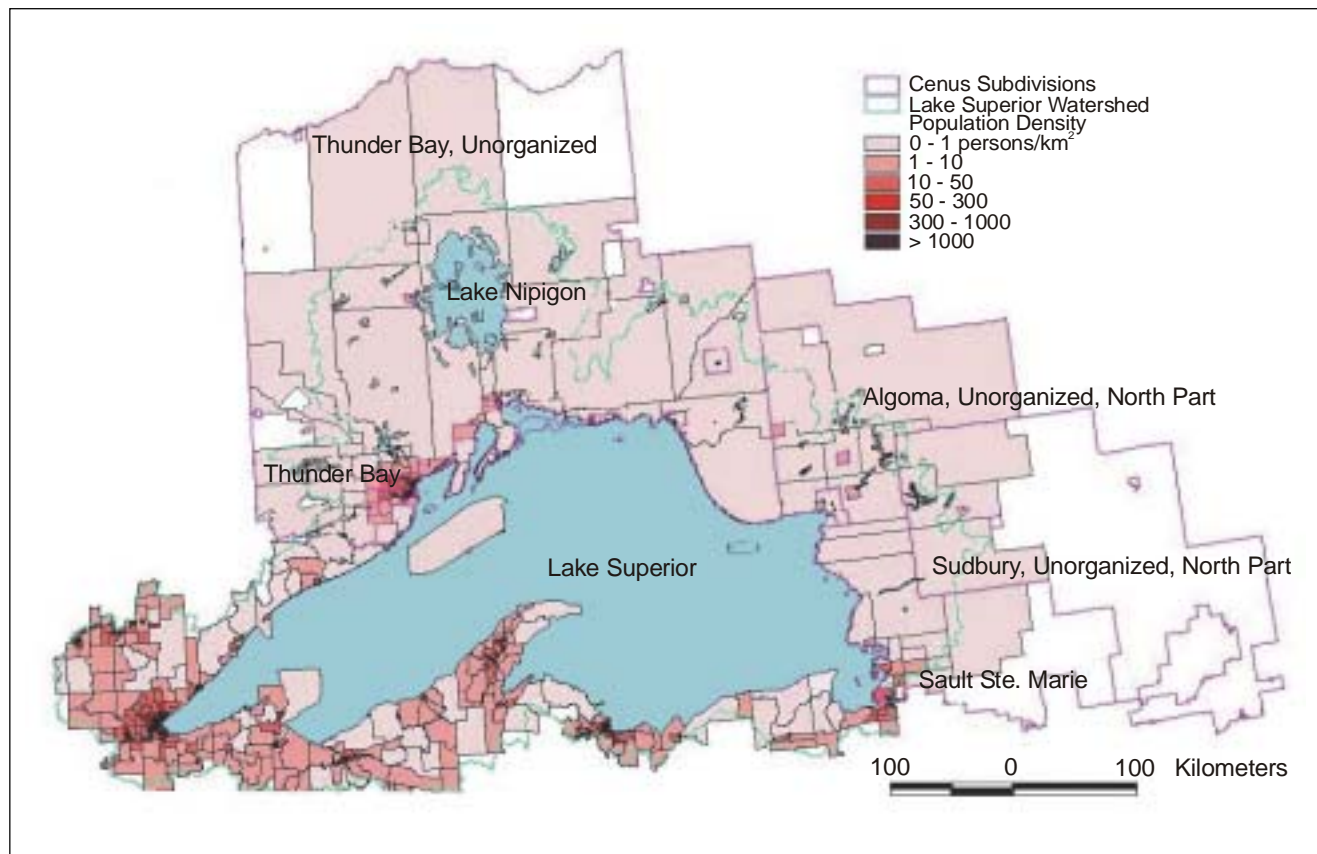 Cenus Subdivisions
Lake Superior Watershed
Population Density
0 - 1 persons/km²
1 - 10
10 - 50
50 - 300
300 - 1000
> 1000
Thunder Bay, Unorganized
Lake Nipigon
Algoma, Unorganized, North Part
Thunder Bay
Lake Superior
Sudbury, Unorganized, North Part
Sault Ste. Marie
100 0 100 Kilometers